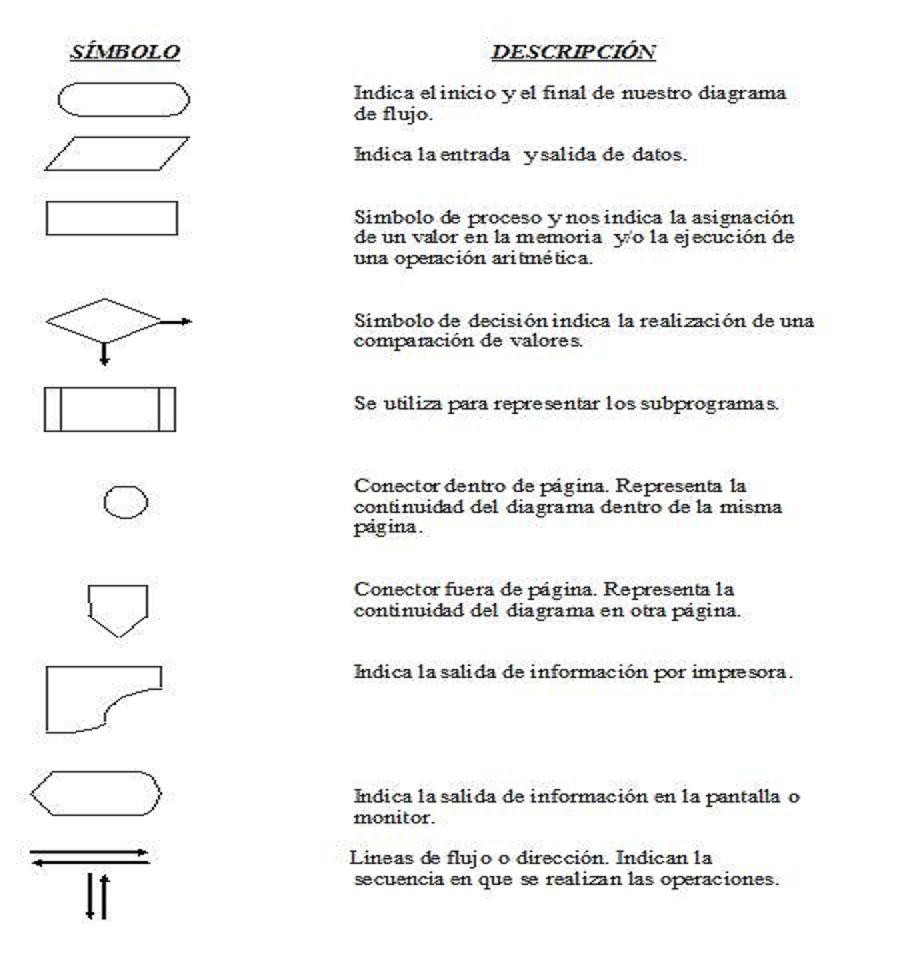 SÍMBOLO DESCRIPCIÓN
Indica el inicio y el final de nuestro diagrama
de flujo.
Indica la entrada y salida de datos.
Símbolo de proceso y nos indica la asignación
de un valor en la memoria y/o la ejecución de
una operación aritmética.
Símbolo de decisión indica la realización de una
comparación de valores.
Se utiliza para representar los subprogramas.
Conector dentro de página. Representa la
continuidad del diagrama dentro de la misma
página.
Conector fuera de página. Representa la
continuidad del diagrama en otra página.
Indica la salida de información por impresora.
Indica la salida de información en la pantalla o
monitor.
Líneas de flujo o dirección. Indican la
secuencia en que se realizan las operaciones.